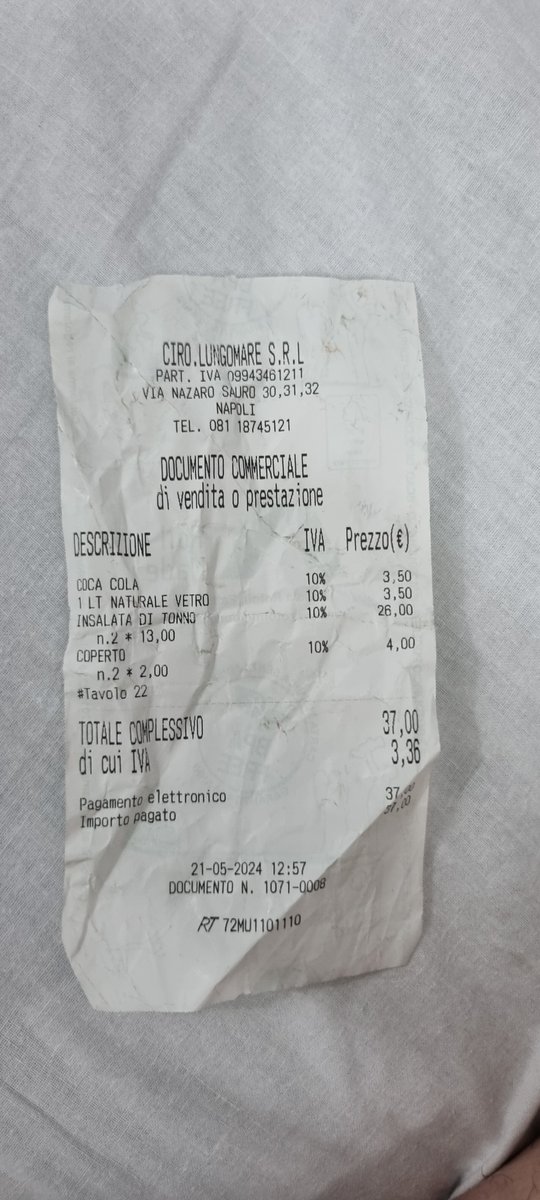 CIRO.LUNGOMARE S.R.L
PART. IVA 09943461211
VIA NAZARO SAURO 30,31,32
NAPOLI
TEL. 081 18745121
DOCUMENTO COMMERCIALE
di vendita o prestazione
DESCRIZIONE IVA Prezzo(€)
COCA COLA 10% 3,50
1 LT NATURALE VETRO 10% 3,50
INSALATA DI TONNO 10% 26,00
n.2 * 13,00
COPERTO 10% 4,00
n.2 * 2,00
#Tavolo 22
TOTALE COMPLESSIVO 37,00
di cui IVA 3,36
Pagamento elettronico 37,00
Importo pagato 37,00
21-05-2024 12:57
DOCUMENTO N. 1071-0008
RT 72MU1101110